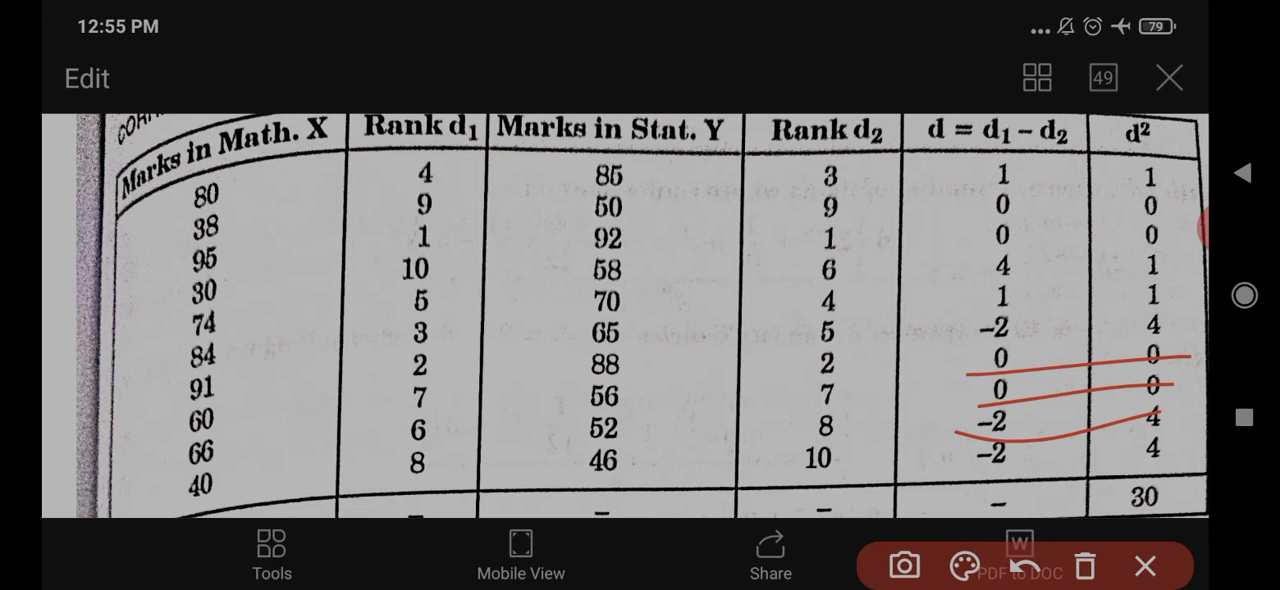 12:55 PM
79
Edit
49
Marks in Math. X Rank d₁ Marks in Stat. Y Rank d₂ d = d₁ – d₂ d²
80 4 85 3 1 1
38 9 50 9 0 0
95 1 92 1 0 0
30 10 58 6 4 1
74 5 70 4 1 1
84 3 65 5 –2 4
91 2 88 2 0 0
60 7 56 7 0 0
66 6 52 8 –2 4
40 8 46 10 –2 4
– – – – 30
Tools Mobile View Share PDF to DOC
W